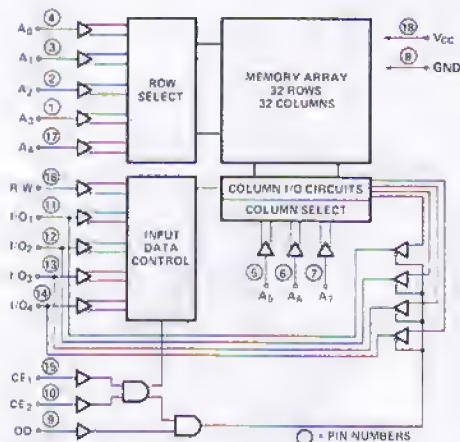 ④ A₀
③ A₁
② A₂
① A₃
⑰ A₄
ROW SELECT
MEMORY ARRAY
32 ROWS
32 COLUMNS
⑱ VCC
⑧ GND
⑯ R/W
⑪ I/O₁
⑫ I/O₂
⑬ I/O₃
⑭ I/O₄
INPUT
DATA
CONTROL
COLUMN I/O CIRCUITS
COLUMN SELECT
⑤ ⑥ ⑦
A₅ A₆ A₇
⑮ CE₁
⑩ CE₂
⑨ OD
= PIN NUMBERS